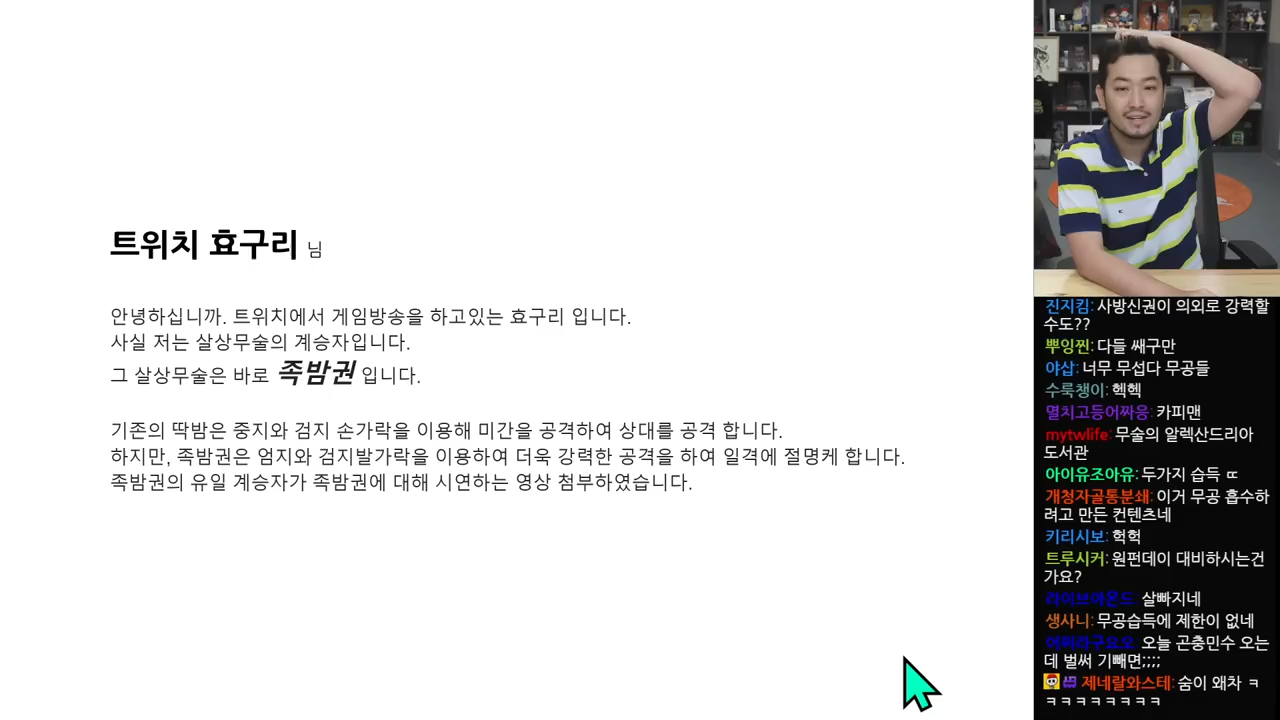 트위치 효구리 님
안녕하십니까. 트위치에서 게임방송을 하고있는 효구리 입니다.
사실 저는 살상무술의 계승자입니다.
그 살상무술은 바로 족밤권 입니다.
기존의 딱밤은 중지와 검지 손가락을 이용해 미간을 공격하여 상대를 공격 합니다.
하지만, 족밤권은 엄지와 검지발가락을 이용하여 더욱 강력한 공격을 하여 일격에 절명케 합니다.
족밤권의 유일 계승자가 족밤권에 대해 시연하는 영상 첨부하였습니다.
진지킴: 사방신권이 의외로 강력할
수도??
뿌잉찐: 다들 쌔구만
야삽: 너무 무섭다 무공들
수룩챙이: 헥헥
멸치고등어짜응: 카피맨
mytwlife: 무술의 알렉산드리아
도서관
아이유조아유: 두가지 습득 ㄸ
개청자골통분쇄: 이거 무공 흡수하
려고 만든 컨텐츠네
키리시보: 헉헉
트루시커: 원펀데이 대비하시는건
가요?
라이브아몬드: 살빠지네
생사니: 무공습득에 제한이 없네
오늘 곤충민수 오는
데 벌써 기빼면;;;;
제네랄와스테: 숨이 왜차 ㅋ
ㅋㅋㅋㅋㅋㅋㅋㅋ